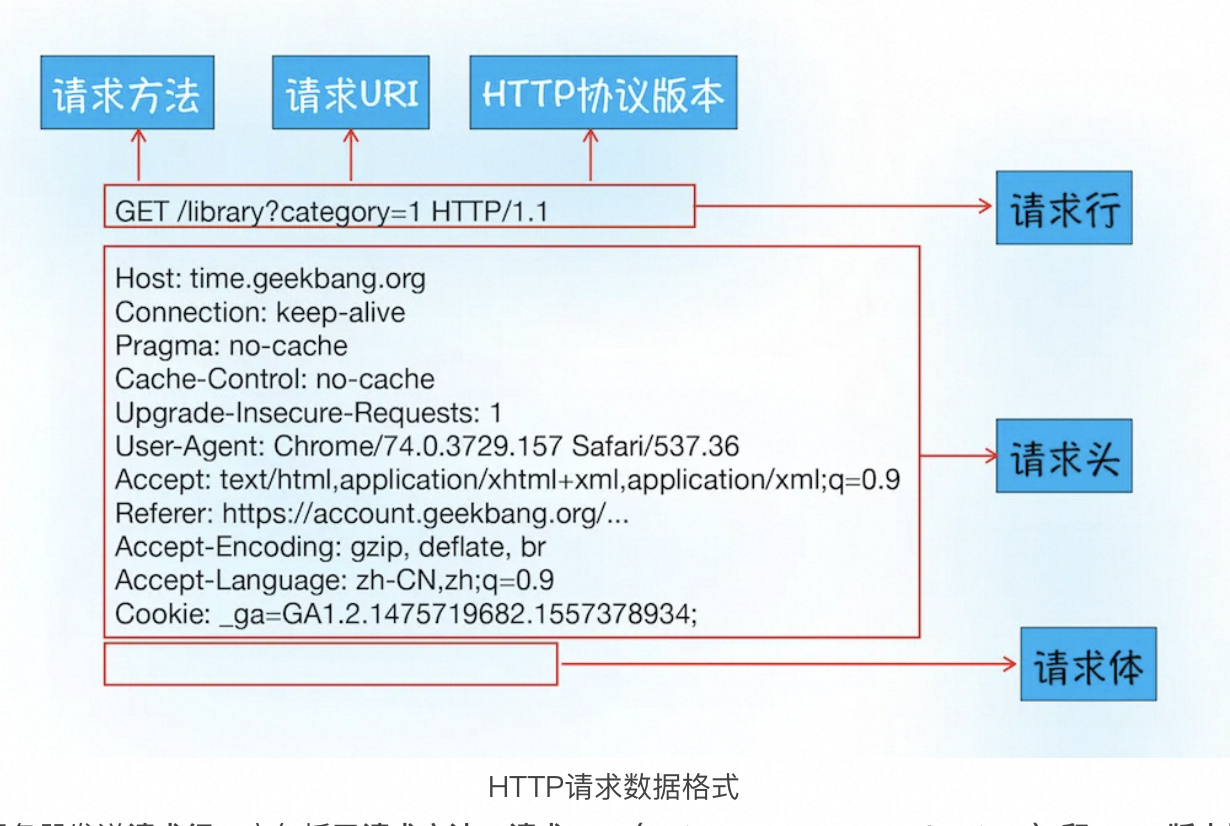 请求方法
请求URI
HTTP协议版本
GET /library?category=1 HTTP/1.1
请求行
Host: time.geekbang.org
Connection: keep-alive
Pragma: no-cache
Cache-Control: no-cache
Upgrade-Insecure-Requests: 1
User-Agent: Chrome/74.0.3729.157 Safari/537.36
Accept: text/html,application/xhtml+xml,application/xml;q=0.9
Referer: https://account.geekbang.org/...
Accept-Encoding: gzip, deflate, br
Accept-Language: zh-CN,zh;q=0.9
Cookie: _ga=GA1.2.1475719682.1557378934;
请求头
请求体
HTTP请求数据格式